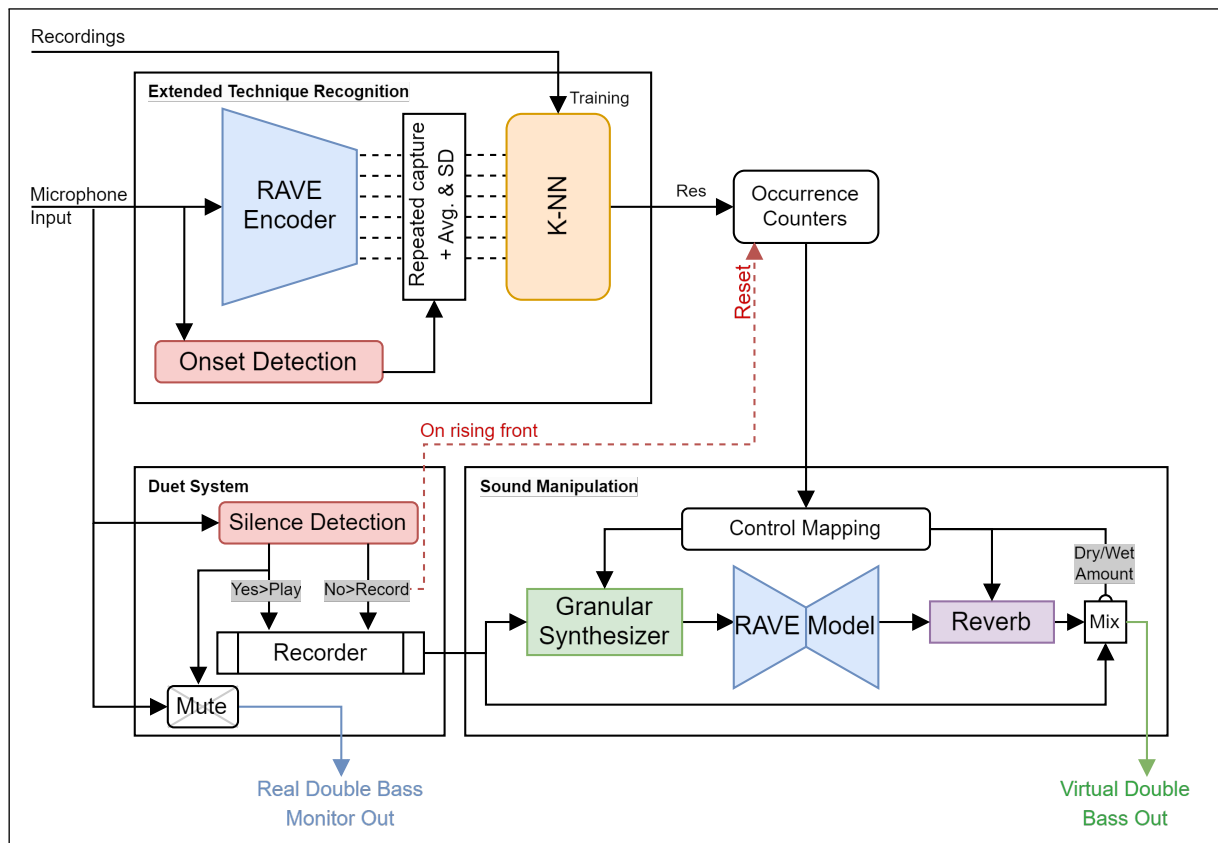 Recordings
Extended Technique Recognition
Training
Microphone
Input
RAVE
Encoder
Repeated capture
+ Avg. & SD
K-NN
Res
Occurrence
Counters
Onset Detection
Reset
On rising front
Duet System
Silence Detection
Yes>Play
No>Record
Recorder
Mute
Real Double Bass
Monitor Out
Sound Manipulation
Control Mapping
Dry/Wet
Amount
Granular
Synthesizer
RAVE Model
Reverb
Mix
Virtual Double
Bass Out